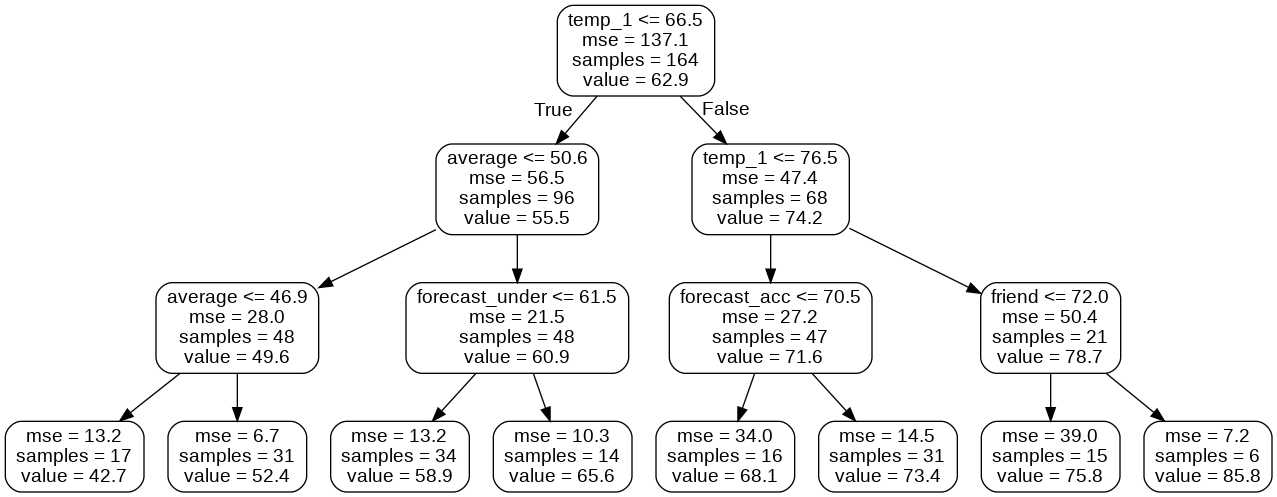 temp_1 <= 66.5
mse = 137.1
samples = 164
value = 62.9
True
False
average <= 50.6
mse = 56.5
samples = 96
value = 55.5
temp_1 <= 76.5
mse = 47.4
samples = 68
value = 74.2
average <= 46.9
mse = 28.0
samples = 48
value = 49.6
forecast_under <= 61.5
mse = 21.5
samples = 48
value = 60.9
forecast_acc <= 70.5
mse = 27.2
samples = 47
value = 71.6
friend <= 72.0
mse = 50.4
samples = 21
value = 78.7
mse = 13.2
samples = 17
value = 42.7
mse = 6.7
samples = 31
value = 52.4
mse = 13.2
samples = 34
value = 58.9
mse = 10.3
samples = 14
value = 65.6
mse = 34.0
samples = 16
value = 68.1
mse = 14.5
samples = 31
value = 73.4
mse = 39.0
samples = 15
value = 75.8
mse = 7.2
samples = 6
value = 85.8